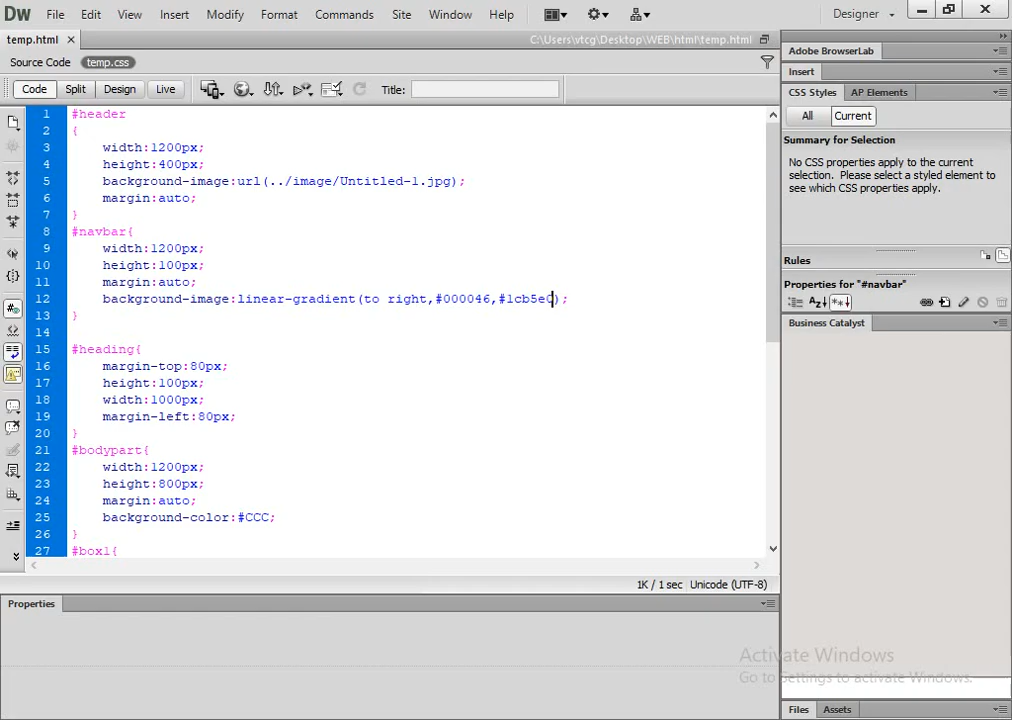 Dw File Edit View Insert Modify Format Commands Site Window Help Designer
temp.html C:\Users\vtcg\Desktop\WEB\html\temp.html
Source Code temp.css
Code Split Design Live Title:
1 #header
2 {
3 width:1200px;
4 height:400px;
5 background-image:url(../image/Untitled-1.jpg);
6 margin:auto;
7 }
8 #navbar{
9 width:1200px;
10 height:100px;
11 margin:auto;
12 background-image:linear-gradient(to right,#000046,#1cb5e0);
13 }
14
15 #heading{
16 margin-top:80px;
17 height:100px;
18 width:1000px;
19 margin-left:80px;
20 }
21 #bodypart{
22 width:1200px;
23 height:800px;
24 margin:auto;
25 background-color:#CCC;
26 }
27 #box1{
1K / 1 sec Unicode (UTF-8)
Properties
Adobe BrowserLab
Insert
CSS Styles AP Elements
All Current
Summary for Selection
No CSS properties apply to the current
selection. Please select a styled element to
see which CSS properties apply.
Rules
Properties for "#navbar"
Business Catalyst
Activate Windows
Go to Settings to activate Windows.
Files Assets